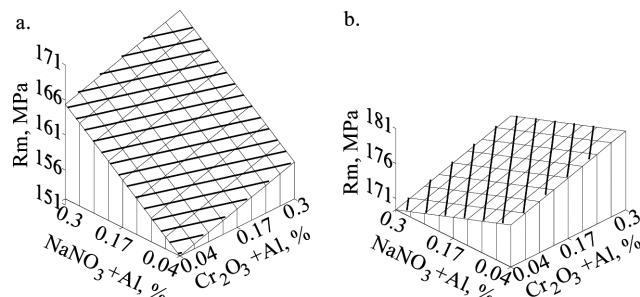 a.
Rm, MPa
171
166
161
156
151
0.3
0.17
0.04
NaNO3+Al, %
0.04
0.17
0.3
Cr2O3+Al, %
b.
Rm, MPa
181
176
171
0.3
0.17
0.04
NaNO3+Al, %
0.04
0.17
0.3
Cr2O3+Al, %